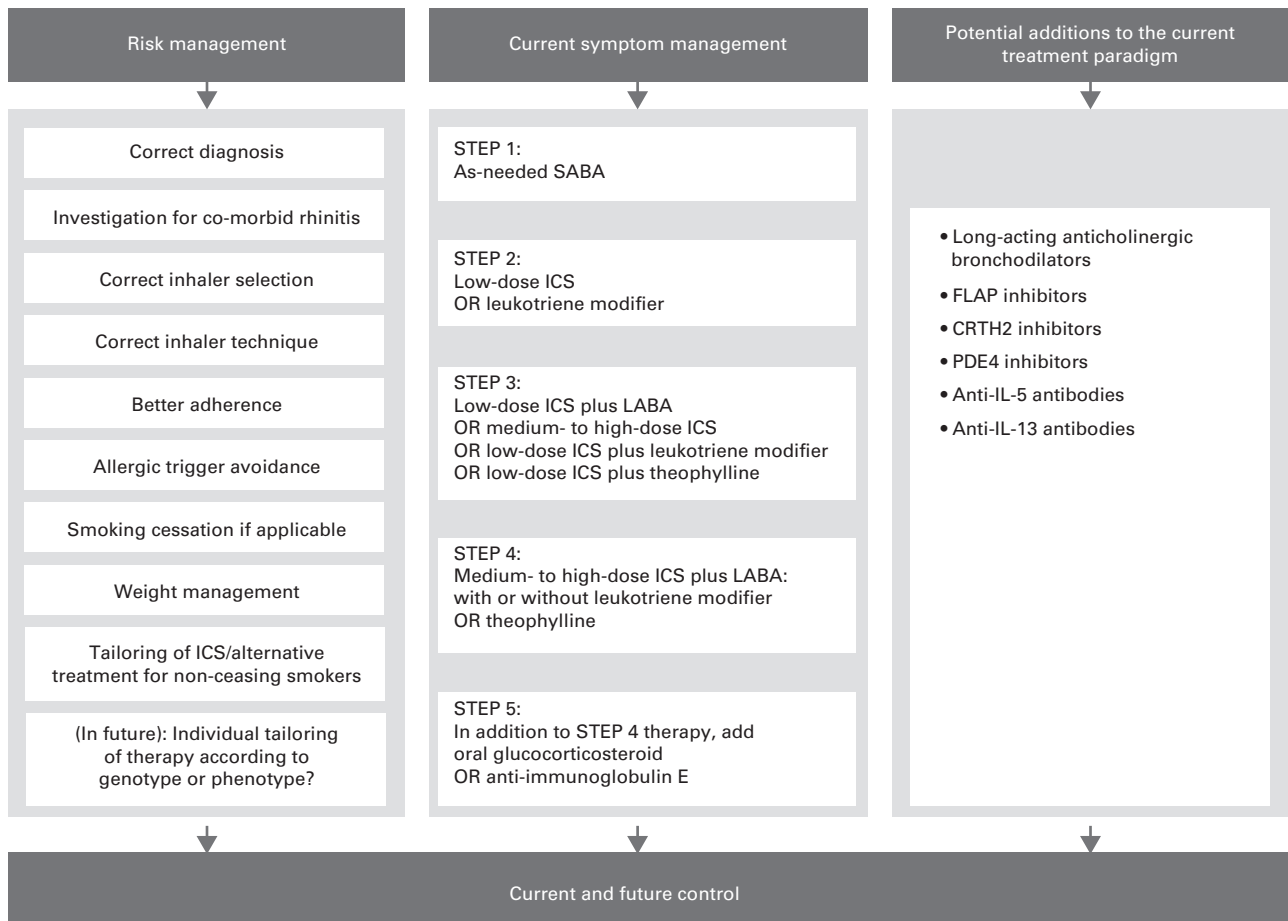 Risk management
Correct diagnosis
Investigation for co-morbid rhinitis
Correct inhaler selection
Correct inhaler technique
Better adherence
Allergic trigger avoidance
Smoking cessation if applicable
Weight management
Tailoring of ICS/alternative
treatment for non-ceasing smokers
(In future): Individual tailoring
of therapy according to
genotype or phenotype?
Current symptom management
STEP 1:
As-needed SABA
STEP 2:
Low-dose ICS
OR leukotriene modifier
STEP 3:
Low-dose ICS plus LABA
OR medium- to high-dose ICS
OR low-dose ICS plus leukotriene modifier
OR low-dose ICS plus theophylline
STEP 4:
Medium- to high-dose ICS plus LABA:
with or without leukotriene modifier
OR theophylline
STEP 5:
In addition to STEP 4 therapy, add
oral glucocorticosteroid
OR anti-immunoglobulin E
Potential additions to the current
treatment paradigm
• Long-acting anticholinergic
bronchodilators
• FLAP inhibitors
• CRTH2 inhibitors
• PDE4 inhibitors
• Anti-IL-5 antibodies
• Anti-IL-13 antibodies
Current and future control